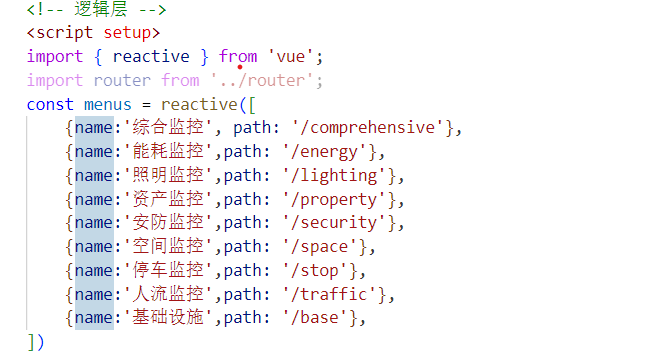 <!-- 逻辑层 -->
<script setup>
import { reactive } from 'vue';
import router from '../router';
const menus = reactive([
{name:'综合监控', path: '/comprehensive'},
{name:'能耗监控',path: '/energy'},
{name:'照明监控',path: '/lighting'},
{name:'资产监控',path: '/property'},
{name:'安防监控',path: '/security'},
{name:'空间监控',path: '/space'},
{name:'停车监控',path: '/stop'},
{name:'人流监控',path: '/traffic'},
{name:'基础设施',path: '/base'},
])